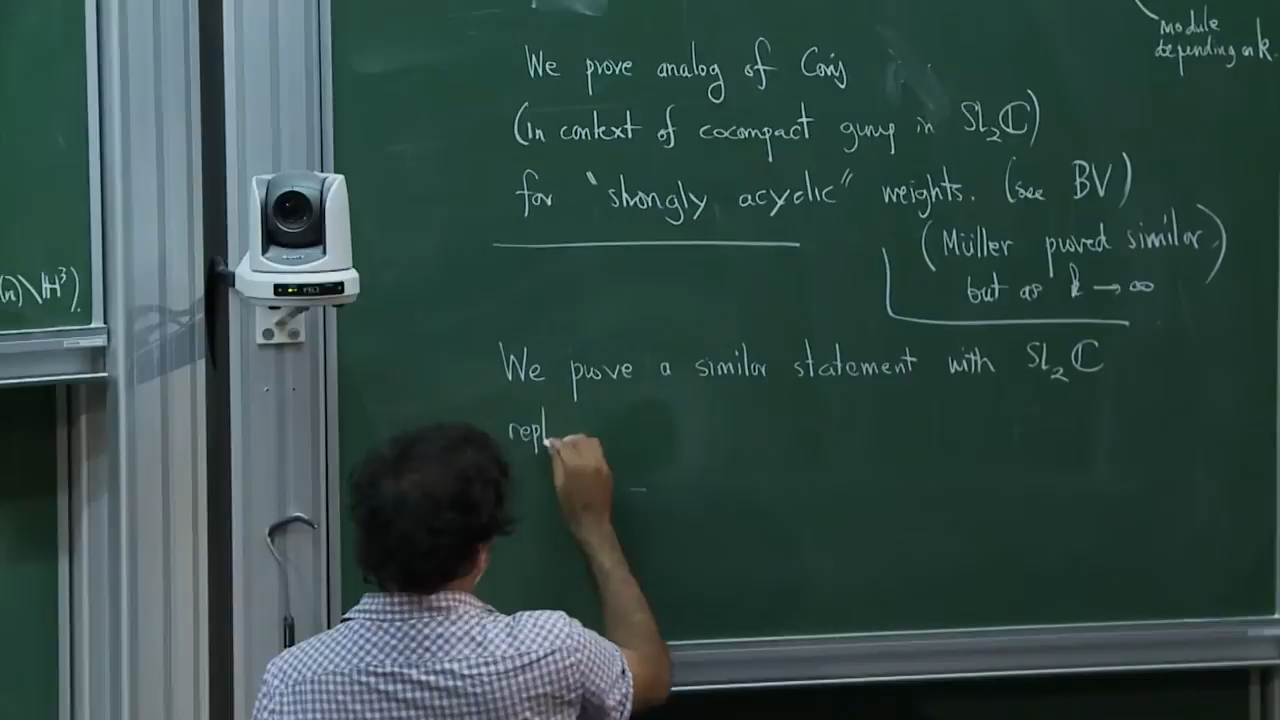 module
depending on k
We prove analog of Conj
(in context of cocompact group in SL₂ℂ)
for "strongly acyclic" weights. (see BV)
(Müller proved similar
but as k → ∞
(n)\ℍ³).
We prove a similar statement with SL₂ℂ
repl
SONY